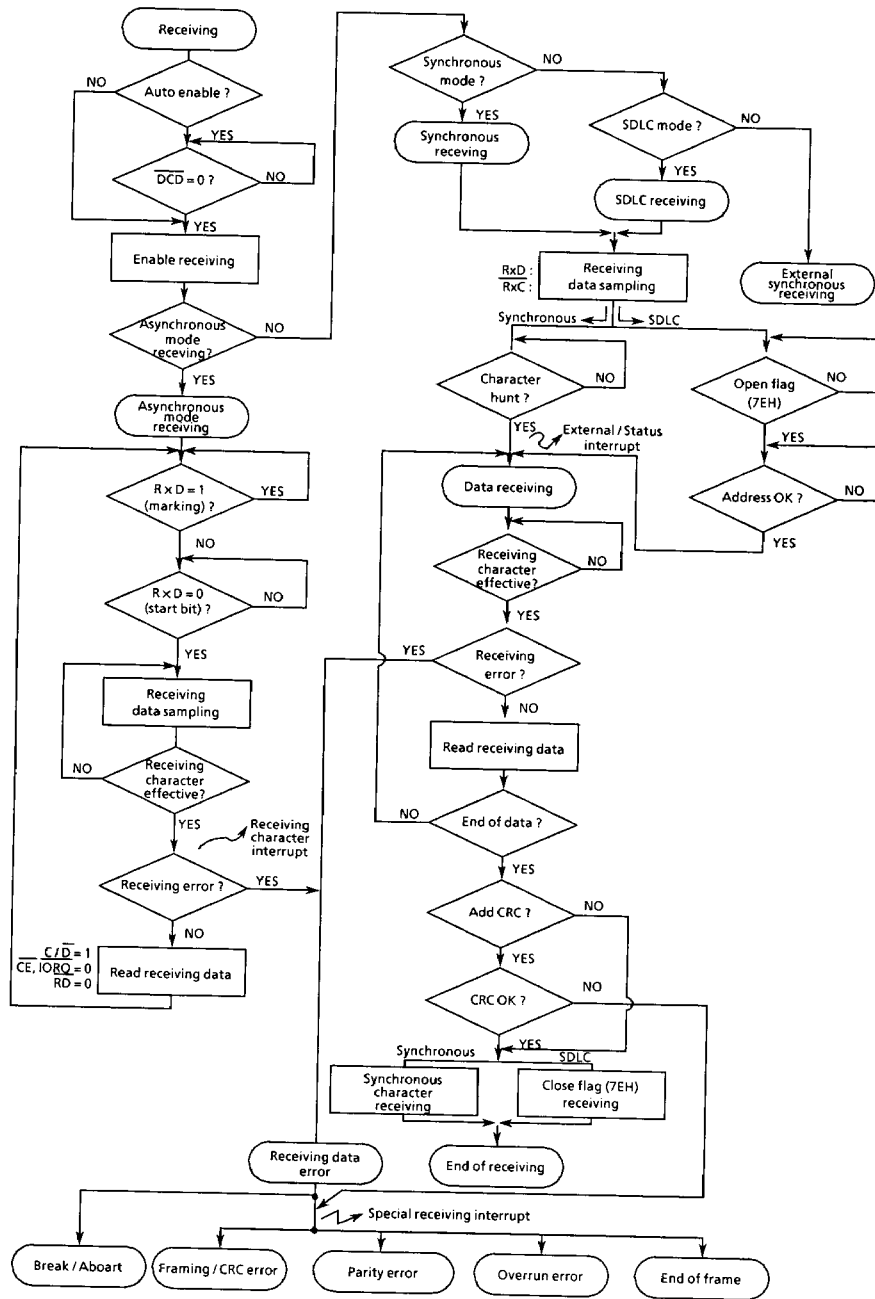 Receiving
Auto enable ?
NO
YES
DCD = 0 ?
NO
YES
Enable receiving
Asynchronous
mode
receving?
NO
YES
Asynchronous
mode
receiving
R x D = 1
(marking) ?
YES
NO
R x D = 0
(start bit) ?
NO
YES
Receiving
data sampling
Receiving
character
effective?
NO
YES
Receiving
character
interrupt
Receiving error ?
YES
NO
C / D = 1
CE, IORQ = 0
RD = 0
Read receiving data
Synchronous
mode ?
NO
YES
Synchronous
receving
SDLC mode ?
NO
YES
SDLC receiving
External
synchronous
receiving
RxD :
RxC :
Receiving
data sampling
Synchronous
SDLC
Character
hunt ?
NO
YES
External / Status
interrupt
Open flag
(7EH)
NO
YES
Address OK ?
NO
YES
Data receiving
Receiving
character
effective?
NO
YES
Receiving
error ?
YES
NO
Read receiving data
End of data ?
NO
YES
Add CRC ?
NO
YES
CRC OK ?
NO
YES
Synchronous
SDLC
Synchronous
character
receiving
Close flag (7EH)
receiving
End of receiving
Receiving data
error
Special receiving interrupt
Break / Aboart
Framing / CRC error
Parity error
Overrun error
End of frame